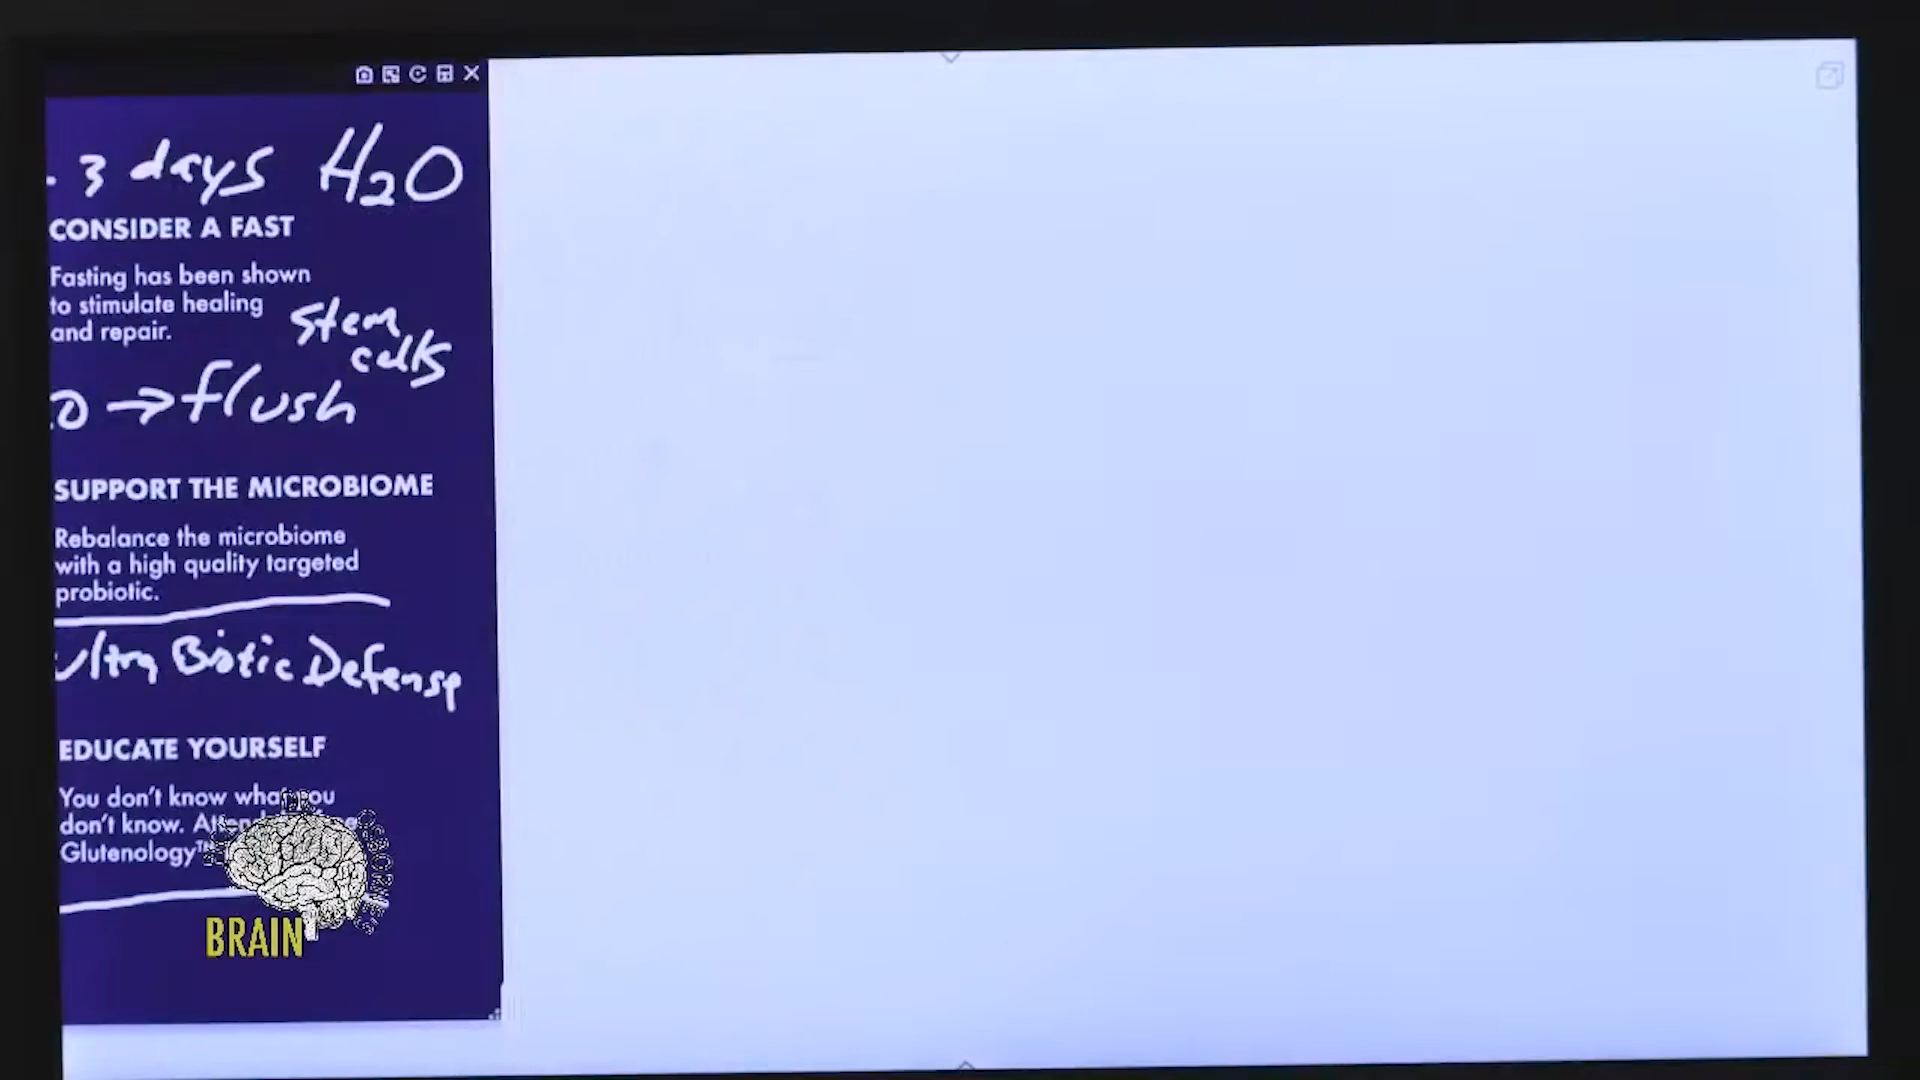 3 days H2O
CONSIDER A FAST
Fasting has been shown
to stimulate healing
and repair.
stem
cells
→ flush
SUPPORT THE MICROBIOME
Rebalance the microbiome
with a high quality targeted
probiotic.
Ultra Biotic Defense
EDUCATE YOURSELF
You don't know what you
don't know. Attend
Glutenology™
BRAIN